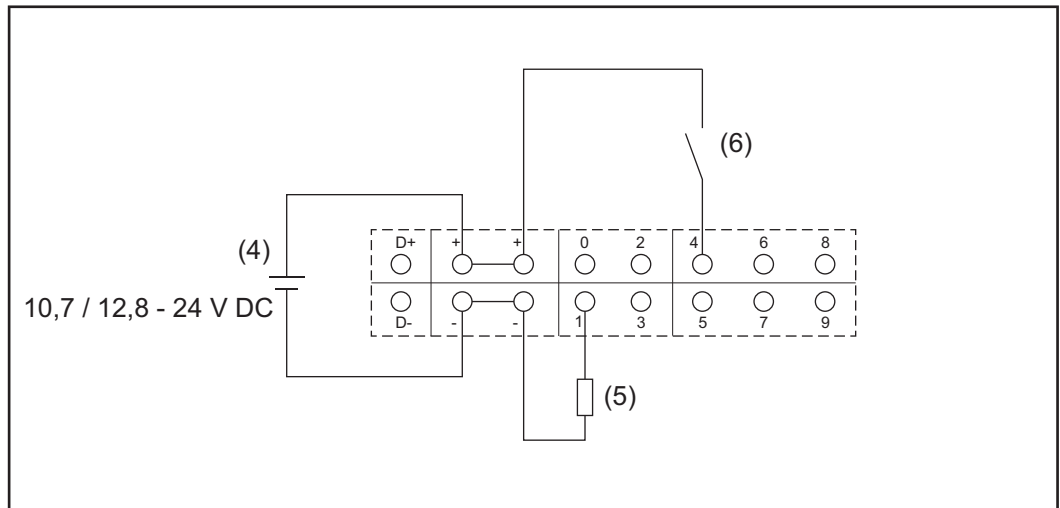 (6)
(4)
10,7 / 12,8 - 24 V DC
D+ + + 0 2 4 6 8
D- - - 1 3 5 7 9
(5)